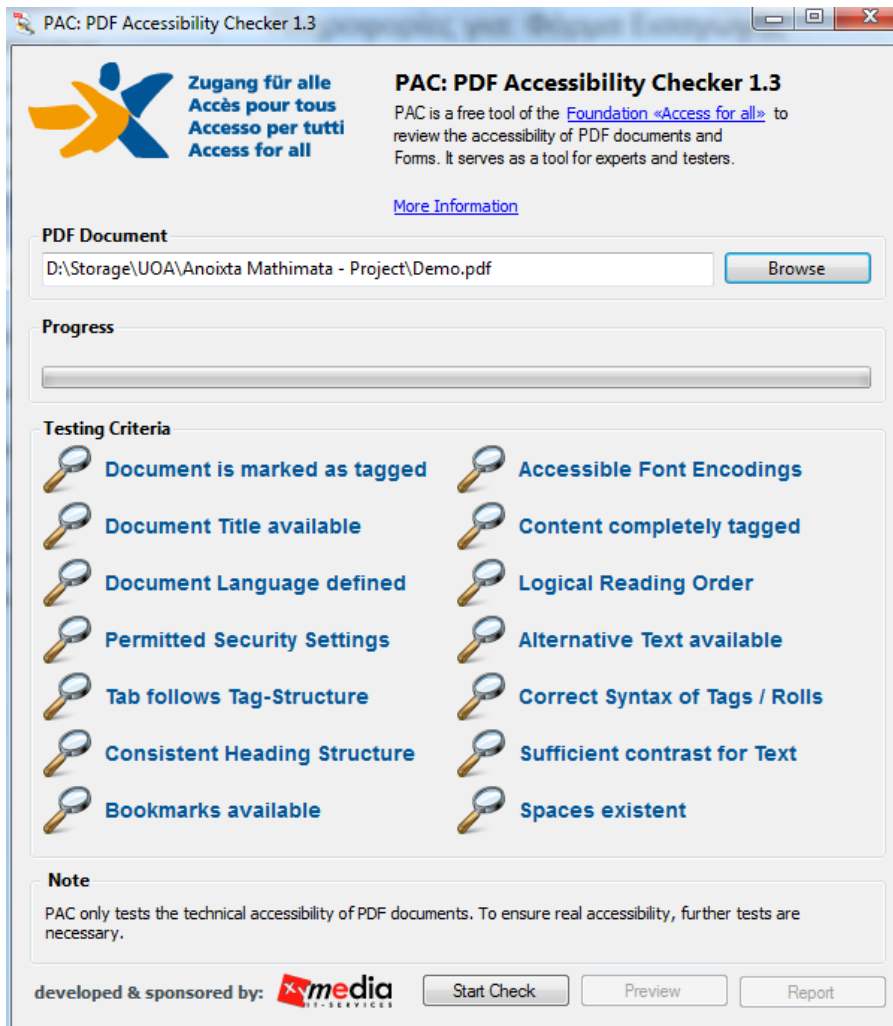 PAC: PDF Accessibility Checker 1.3
Zugang für alle
Accès pour tous
Accesso per tutti
Access for all
PAC: PDF Accessibility Checker 1.3
PAC is a free tool of the Foundation «Access for all» to
review the accessibility of PDF documents and
Forms. It serves as a tool for experts and testers.
More Information
PDF Document
D:\Storage\UOA\Anoixta Mathimata - Project\Demo.pdf
Browse
Progress
Testing Criteria
Document is marked as tagged
Document Title available
Document Language defined
Permitted Security Settings
Tab follows Tag-Structure
Consistent Heading Structure
Bookmarks available
Accessible Font Encodings
Content completely tagged
Logical Reading Order
Alternative Text available
Correct Syntax of Tags / Rolls
Sufficient contrast for Text
Spaces existent
Note
PAC only tests the technical accessibility of PDF documents. To ensure real accessibility, further tests are
necessary.
developed & sponsored by:
xymedia
IT-SERVICES
Start Check
Preview
Report